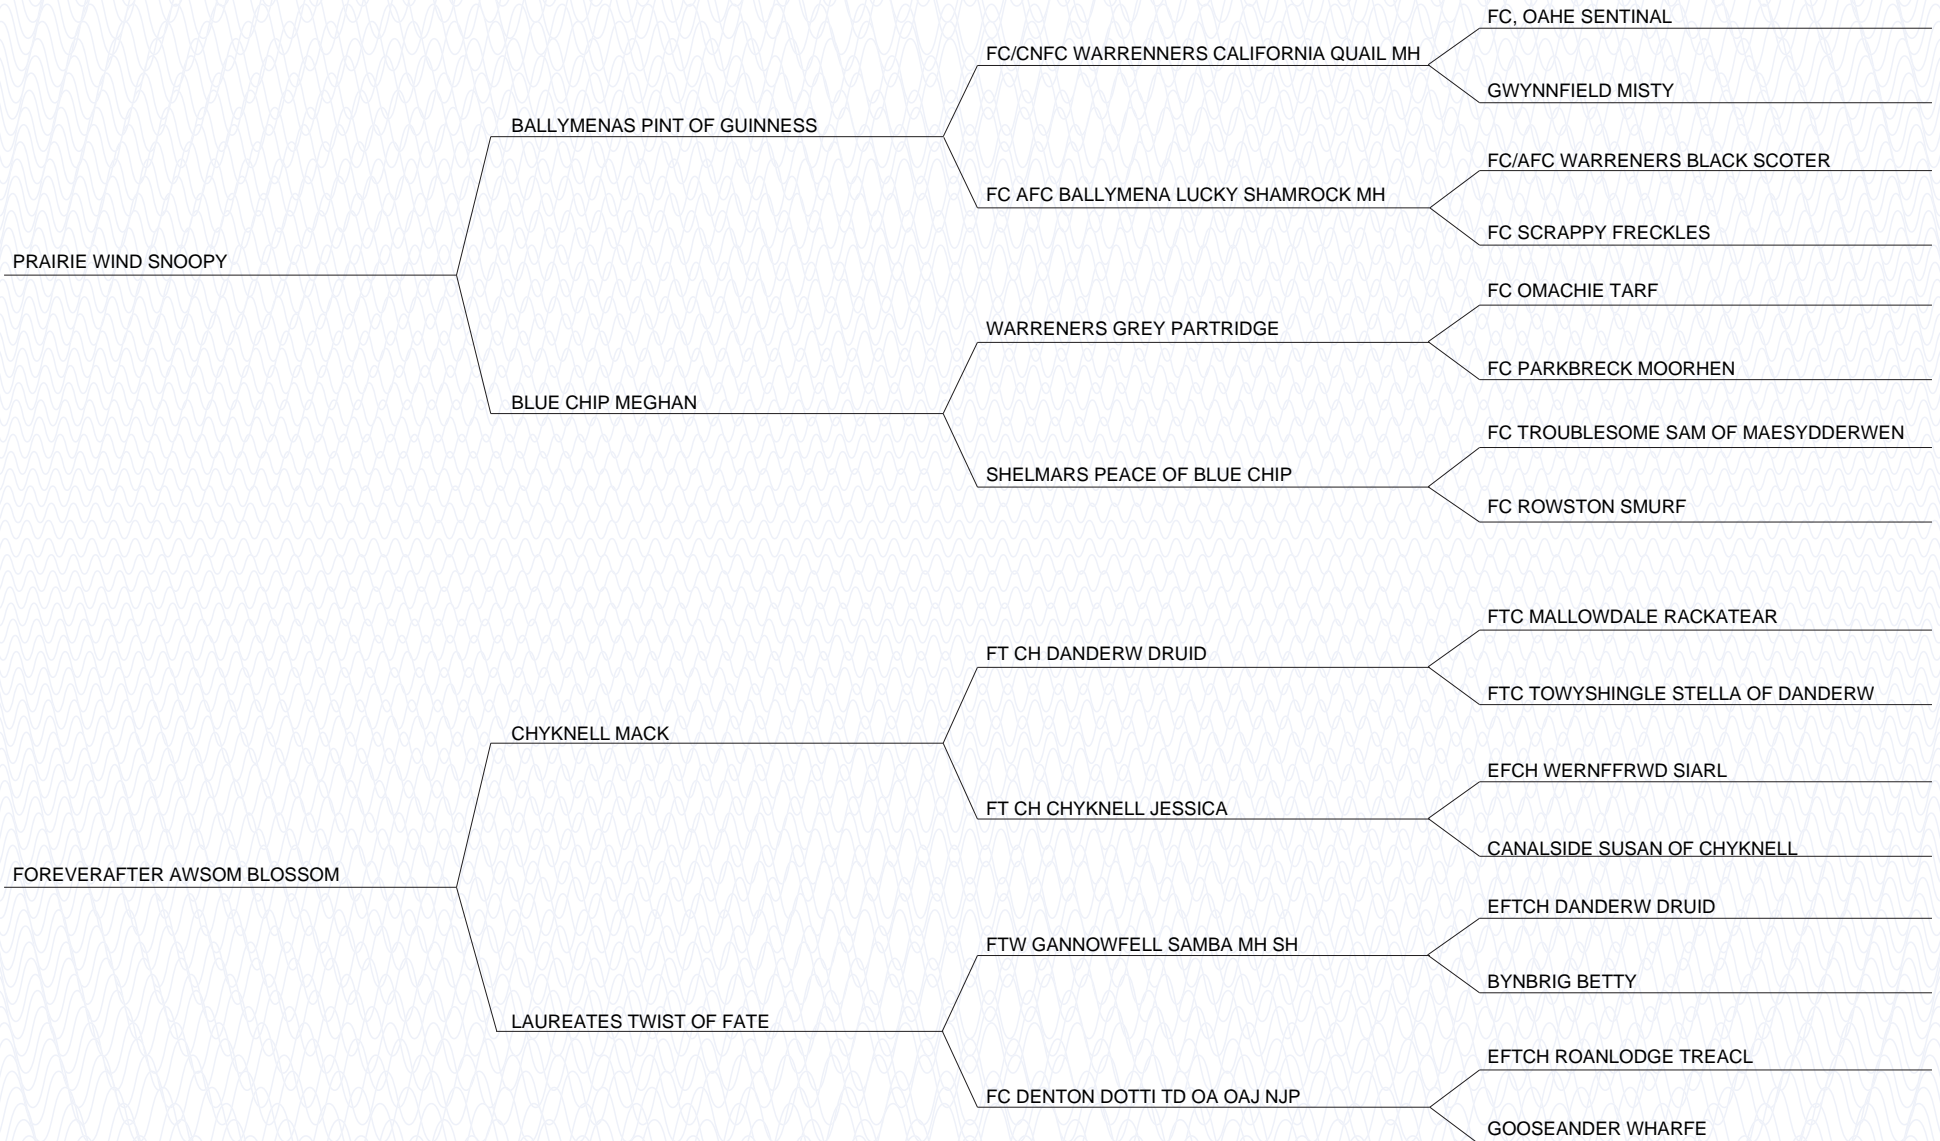 FC, OAHE SENTINAL
FC/CNFC WARRENNERS CALIFORNIA QUAIL MH
GWYNNFIELD MISTY
BALLYMENAS PINT OF GUINNESS
FC/AFC WARRENERS BLACK SCOTER
FC AFC BALLYMENA LUCKY SHAMROCK MH
FC SCRAPPY FRECKLES
PRAIRIE WIND SNOOPY
FC OMACHIE TARF
WARRENERS GREY PARTRIDGE
FC PARKBRECK MOORHEN
BLUE CHIP MEGHAN
FC TROUBLESOME SAM OF MAESYDDERWEN
SHELMARS PEACE OF BLUE CHIP
FC ROWSTON SMURF
FTC MALLOWDALE RACKATEAR
FT CH DANDERW DRUID
FTC TOWYSHINGLE STELLA OF DANDERW
CHYKNELL MACK
EFCH WERNFFRWD SIARL
FT CH CHYKNELL JESSICA
CANALSIDE SUSAN OF CHYKNELL
FOREVERAFTER AWSOM BLOSSOM
EFTCH DANDERW DRUID
FTW GANNOWFELL SAMBA MH SH
BYNBRIG BETTY
LAUREATES TWIST OF FATE
EFTCH ROANLODGE TREACL
FC DENTON DOTTI TD OA OAJ NJP
GOOSEANDER WHARFE